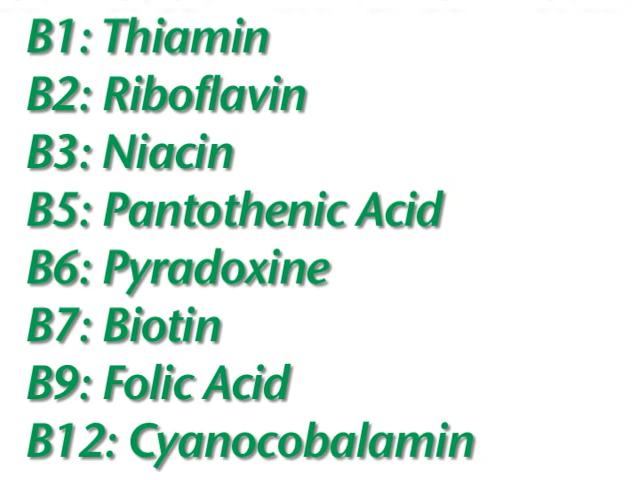 B1: Thiamin
B2: Riboflavin
B3: Niacin
B5: Pantothenic Acid
B6: Pyradoxine
B7: Biotin
B9: Folic Acid
B12: Cyanocobalamin